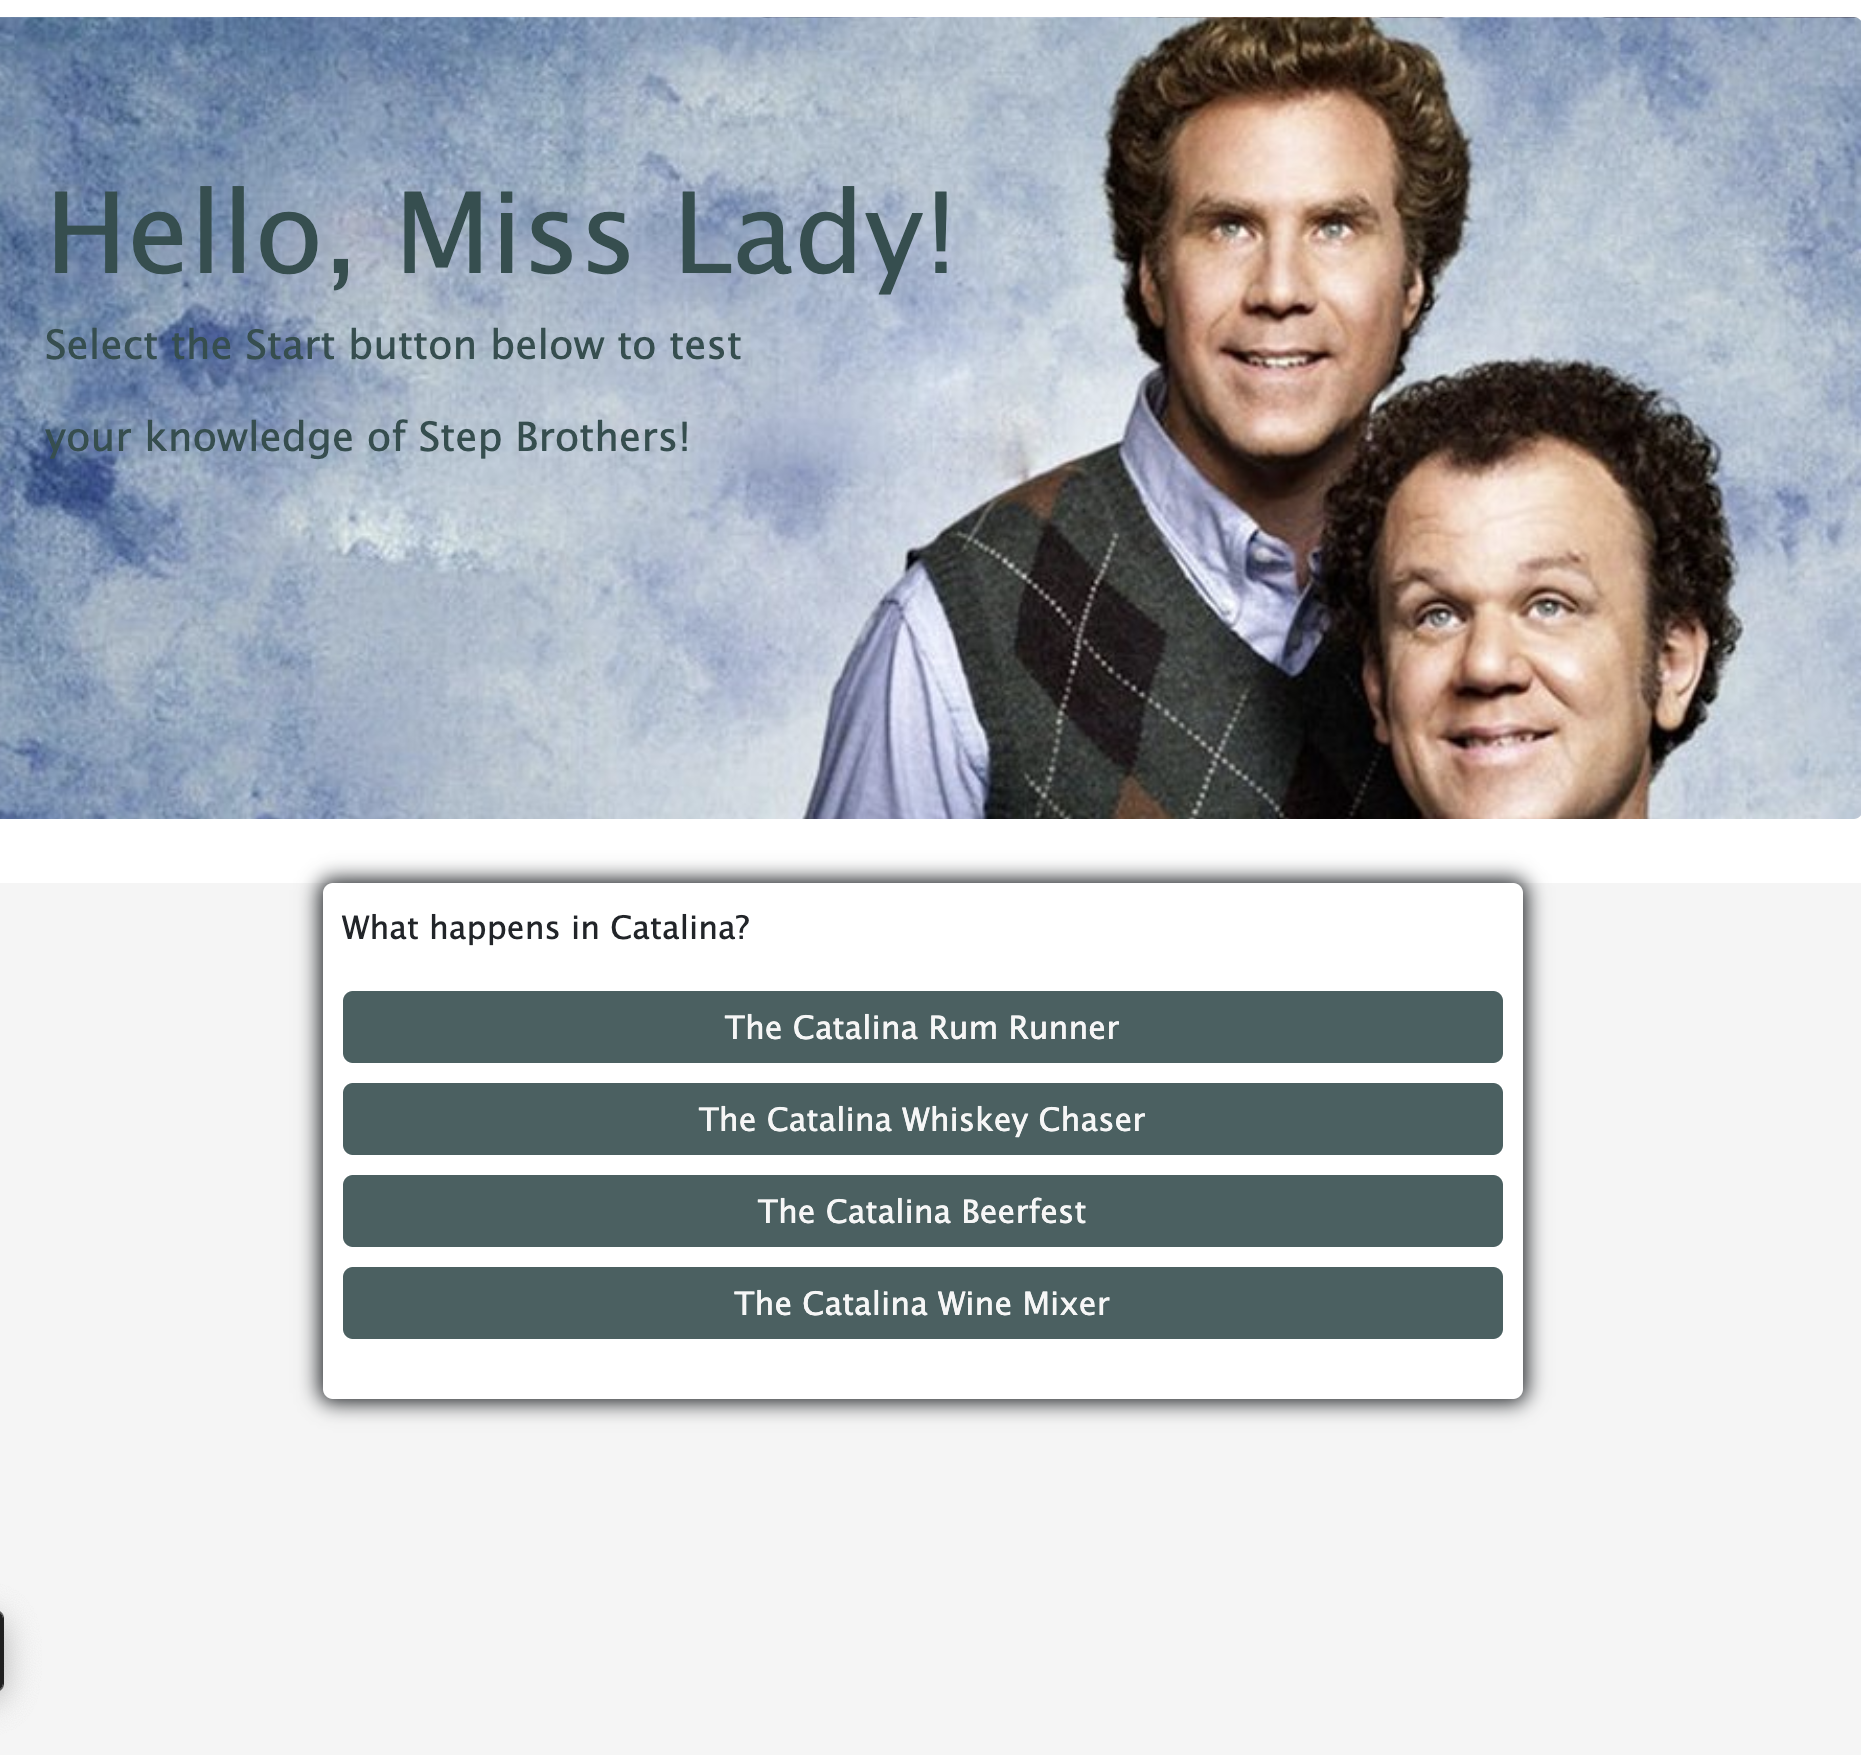 Hello, Miss Lady!
Select the Start button below to test
your knowledge of Step Brothers!
What happens in Catalina?
The Catalina Rum Runner
The Catalina Whiskey Chaser
The Catalina Beerfest
The Catalina Wine Mixer